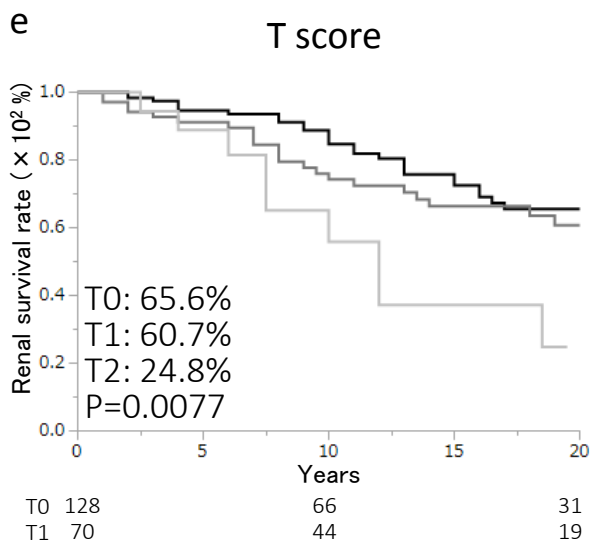 e
T score
Renal survival rate ( × 10² %)
1.0
0.8
0.6
0.4
0.2
0.0
T0: 65.6%
T1: 60.7%
T2: 24.8%
P=0.0077
0 5 10 15 20
Years
T0 128 66 31
T1 70 44 19